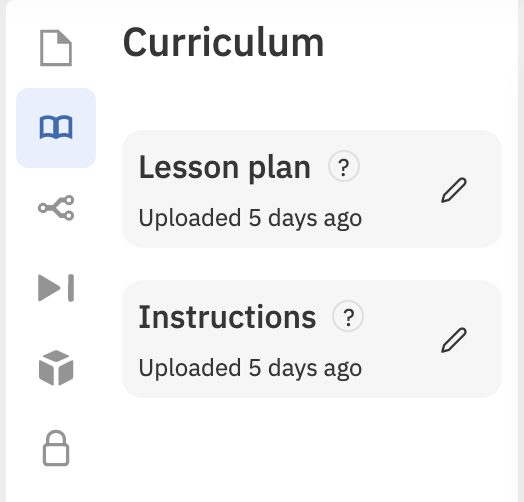 Curriculum
Lesson plan ?
Uploaded 5 days ago
Instructions ?
Uploaded 5 days ago